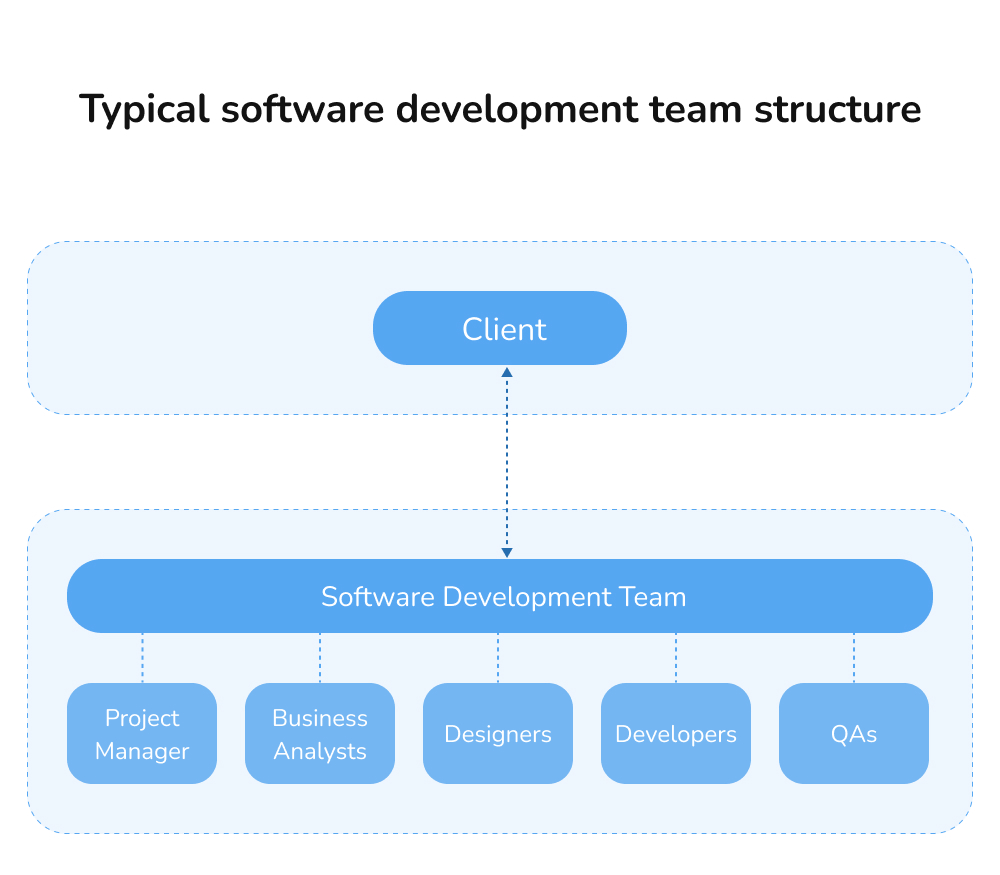 Typical software development team structure
Client
Software Development Team
Project
Manager
Business
Analysts
Designers
Developers
QAs